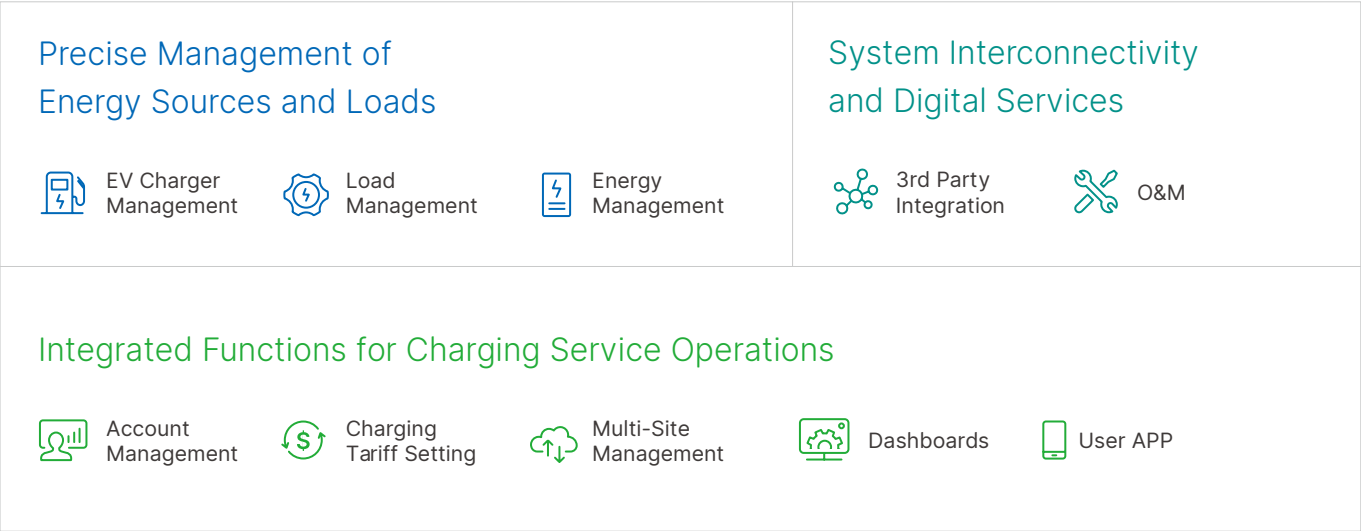 Precise Management of
Energy Sources and Loads
EV Charger
Management
Load
Management
Energy
Management
System Interconnectivity
and Digital Services
3rd Party
Integration
O&M
Integrated Functions for Charging Service Operations
Account
Management
$
Charging
Tariff Setting
Multi-Site
Management
Dashboards
User APP